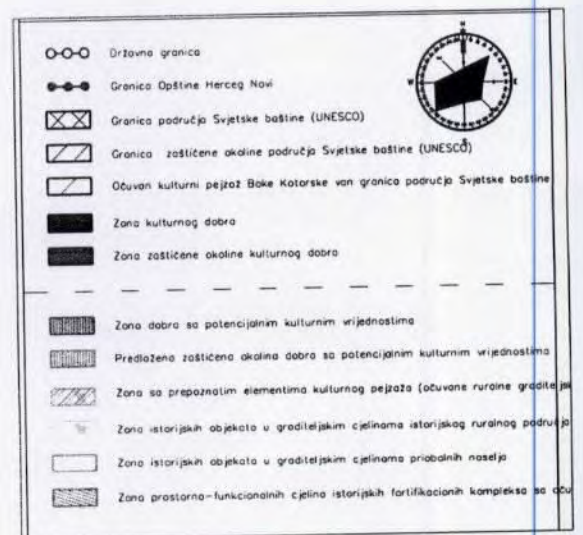 Državna granica
Granica Opštine Herceg Novi
Granica područja Svjetske baštine (UNESCO)
Granica zaštićene okoline područja Svjetske baštine (UNESCO)
Očuvan kulturni pejzaž Boke Kotorske van granica područja Svjetske baštine
Zona kulturnog dobra
Zona zaštićene okoline kulturnog dobra
Zona dobra sa potencijalnim kulturnim vrijednostima
Predložena zaštićena okolina dobra sa potencijalnim kulturnim vrijednostima
Zona sa prepoznatim elementima kulturnog pejzaža (očuvane ruralne graditeljsk
Zona istorijskih objekata u graditeljskim cjelinama istorijskog ruralnog područja
Zona istorijskih objekata u graditeljskim cjelinama priobalnih naselja
Zona prostorno-funkcionalnih cjelina istorijskih fortifikacionih kompleksa sa oču